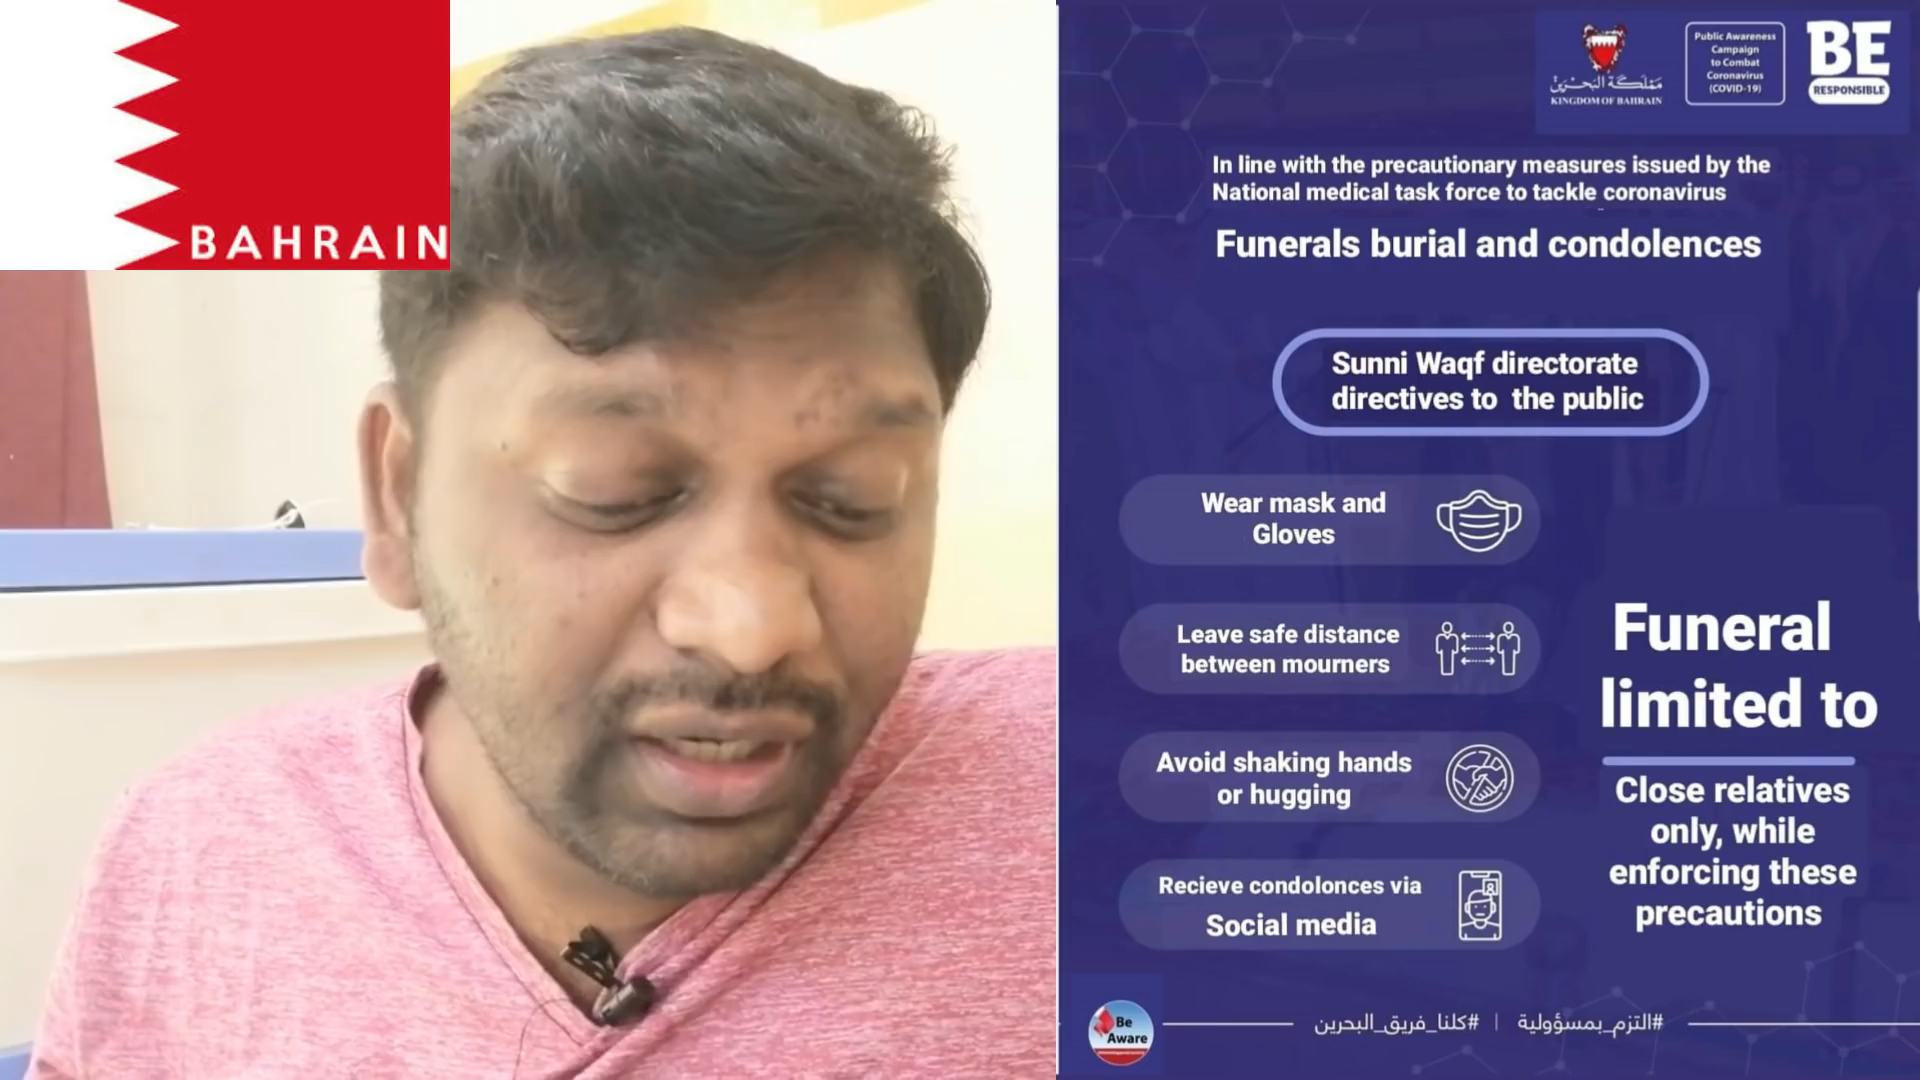 BAHRAIN
مملكة البحرين
KINGDOM OF BAHRAIN
Public Awareness
Campaign
to Combat
Coronavirus
(COVID-19)
BE
RESPONSIBLE
In line with the precautionary measures issued by the
National medical task force to tackle coronavirus
Funerals burial and condolences
Sunni Waqf directorate
directives to the public
Wear mask and
Gloves
Leave safe distance
between mourners
Avoid shaking hands
or hugging
Recieve condolonces via
Social media
Funeral
limited to
Close relatives
only, while
enforcing these
precautions
Be
Aware
#التزم_بمسؤولية | #كلنا_فريق_البحرين